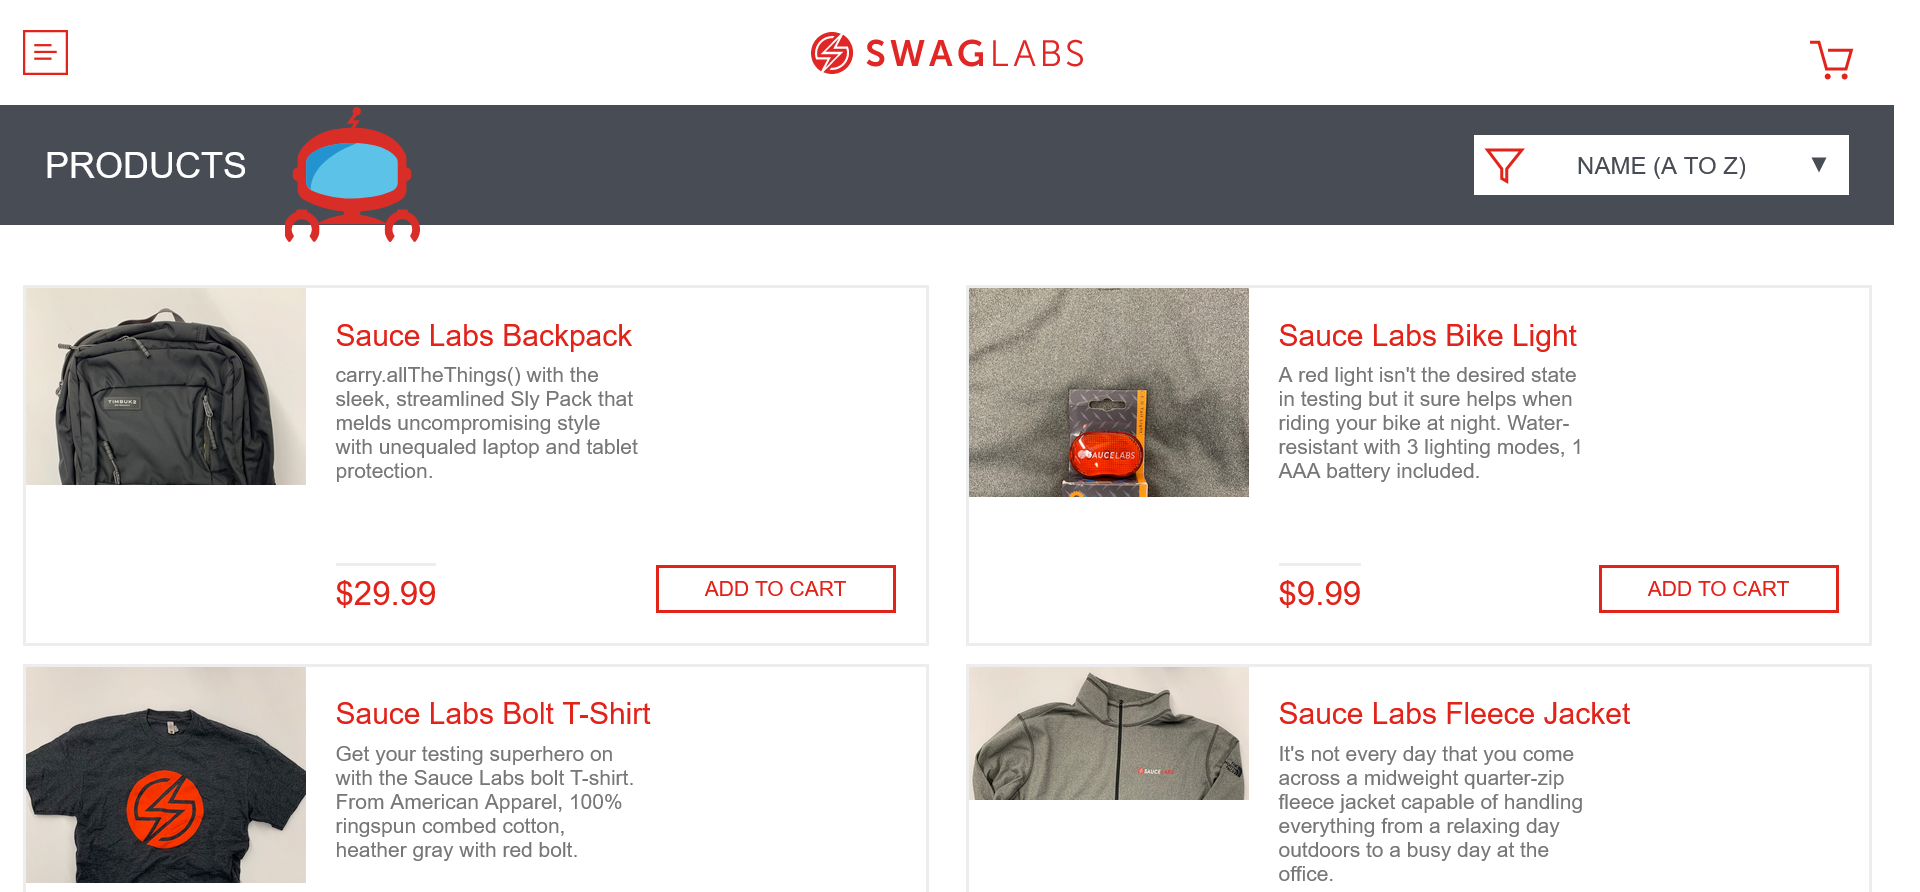 SWAGLABS
PRODUCTS
NAME (A TO Z)
TIMBUK2
Sauce Labs Backpack
carry.allTheThings() with the
sleek, streamlined Sly Pack that
melds uncompromising style
with unequaled laptop and tablet
protection.
$29.99
ADD TO CART
SAUCELABS
Sauce Labs Bike Light
A red light isn't the desired state
in testing but it sure helps when
riding your bike at night. Water-
resistant with 3 lighting modes, 1
AAA battery included.
$9.99
ADD TO CART
Sauce Labs Bolt T-Shirt
Get your testing superhero on
with the Sauce Labs bolt T-shirt.
From American Apparel, 100%
ringspun combed cotton,
heather gray with red bolt.
SAUCELABS
Sauce Labs Fleece Jacket
It's not every day that you come
across a midweight quarter-zip
fleece jacket capable of handling
everything from a relaxing day
outdoors to a busy day at the
office.